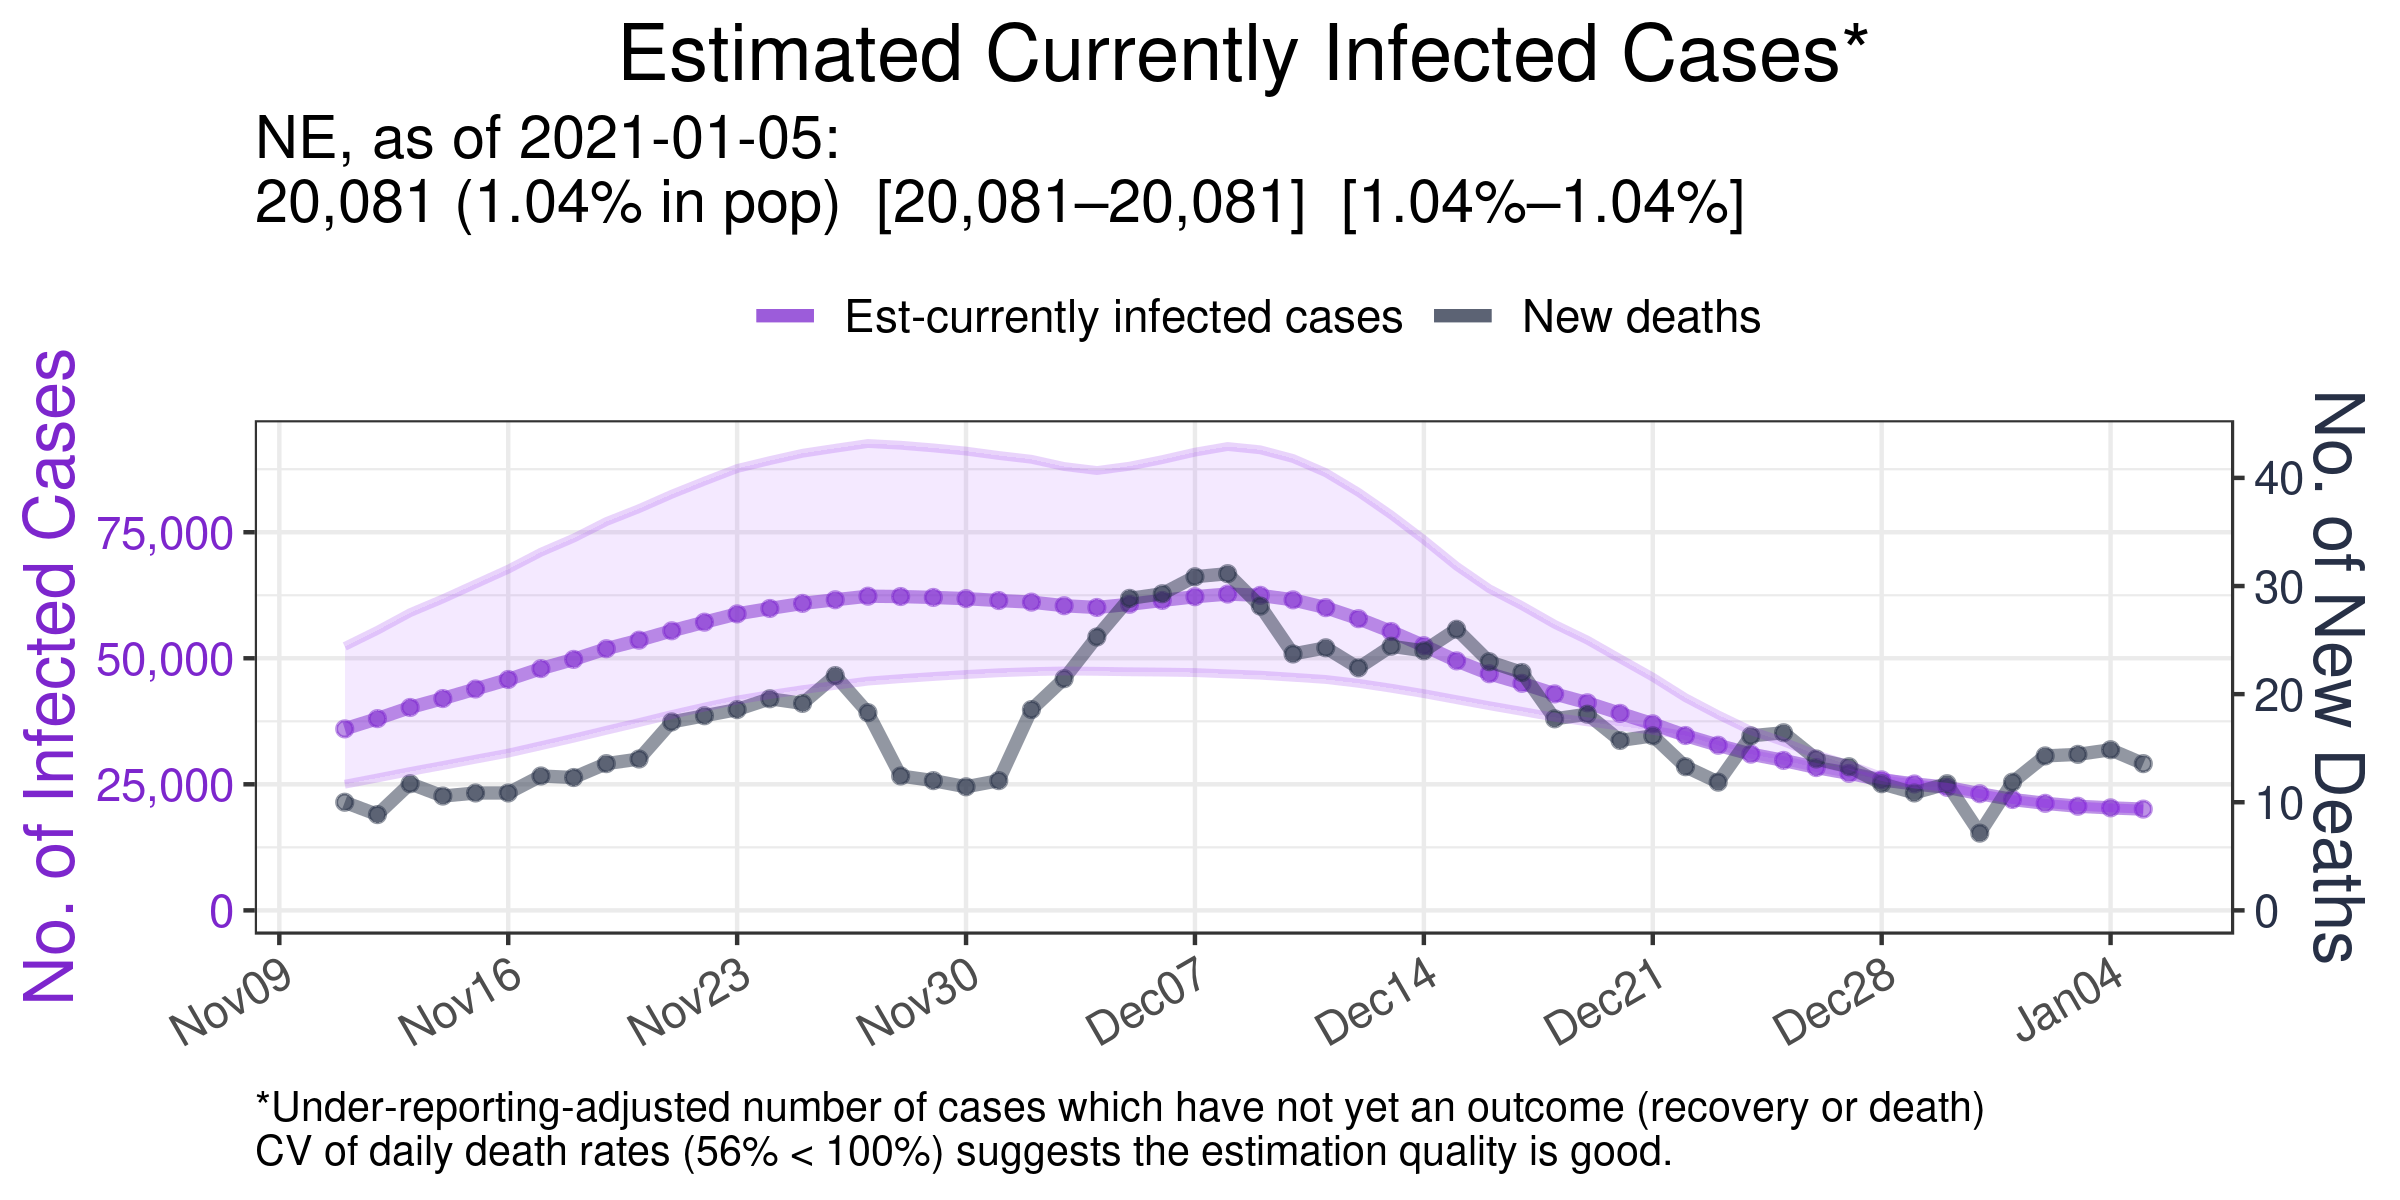 Estimated Currently Infected Cases*
NE, as of 2021-01-05:
20,081 (1.04% in pop)  [20,081–20,081]  [1.04%–1.04%]
Est-currently infected cases
New deaths
No. of Infected Cases
75,000
50,000
25,000
0
No. of New Deaths
40
30
20
10
0
Nov09
Nov16
Nov23
Nov30
Dec07
Dec14
Dec21
Dec28
Jan04
*Under-reporting-adjusted number of cases which have not yet an outcome (recovery or death)
CV of daily death rates (56% < 100%) suggests the estimation quality is good.